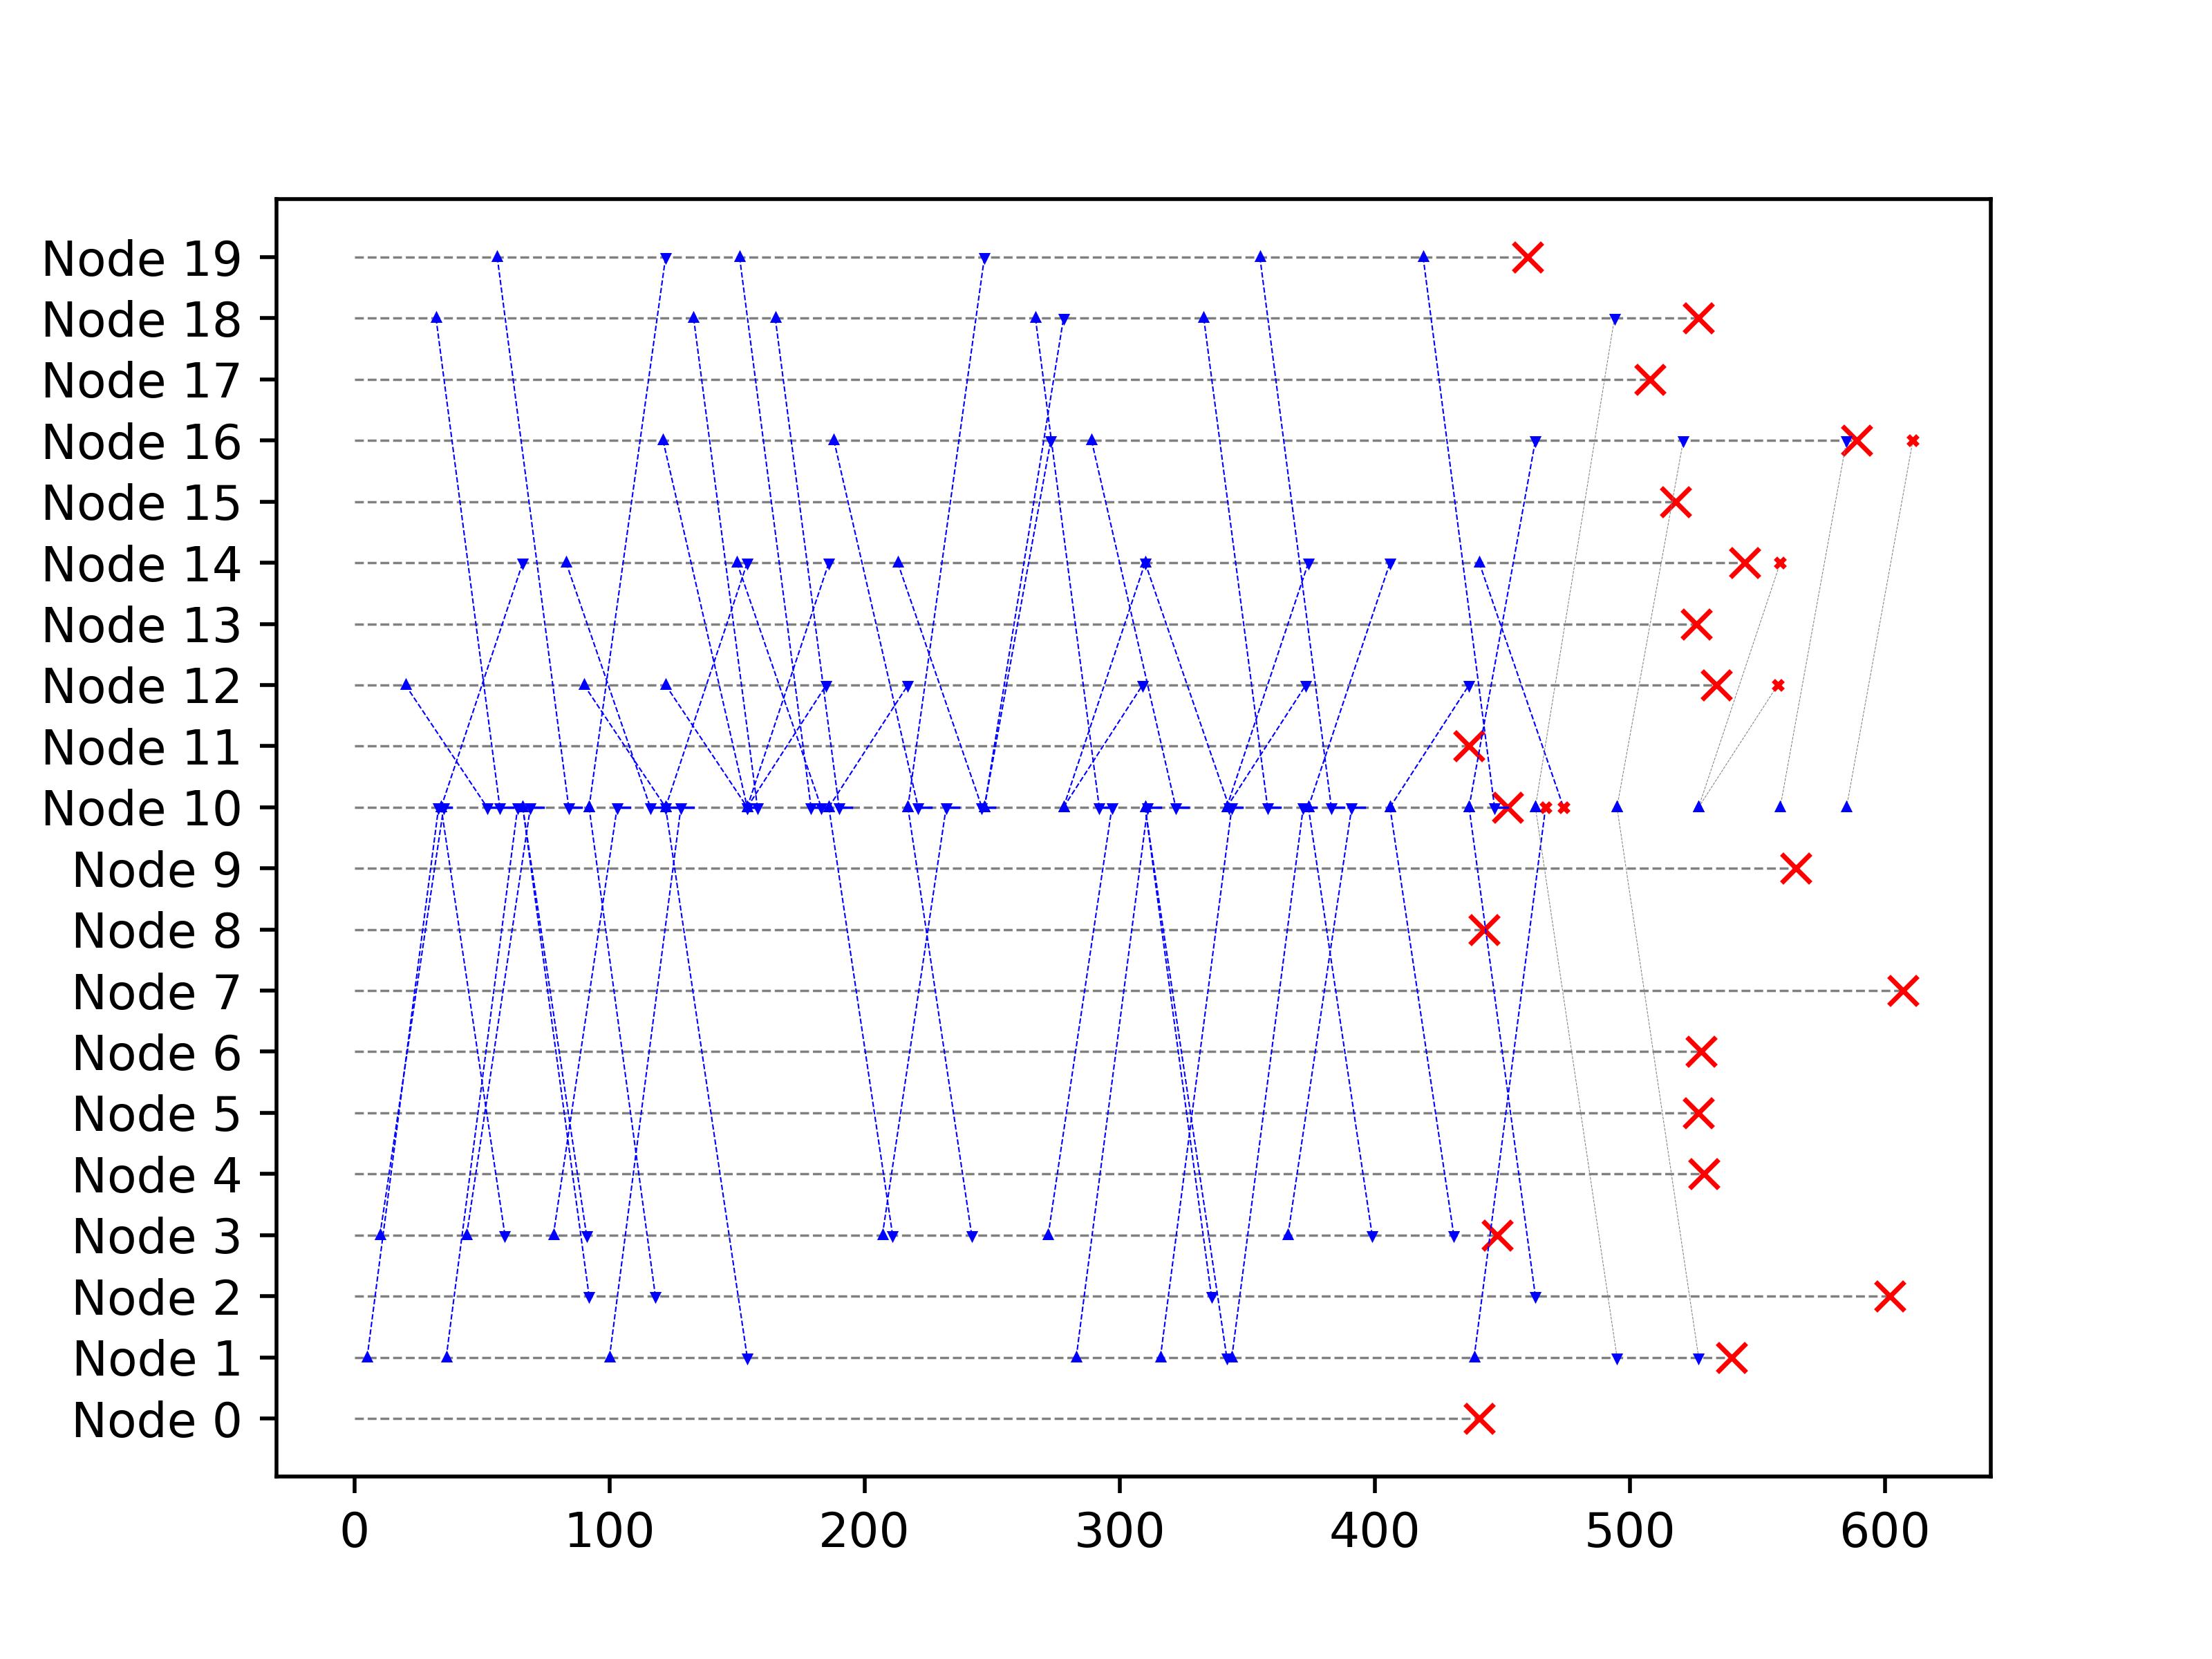 Node 19
Node 18
Node 17
Node 16
Node 15
Node 14
Node 13
Node 12
Node 11
Node 10
Node 9
Node 8
Node 7
Node 6
Node 5
Node 4
Node 3
Node 2
Node 1
Node 0
0 100 200 300 400 500 600